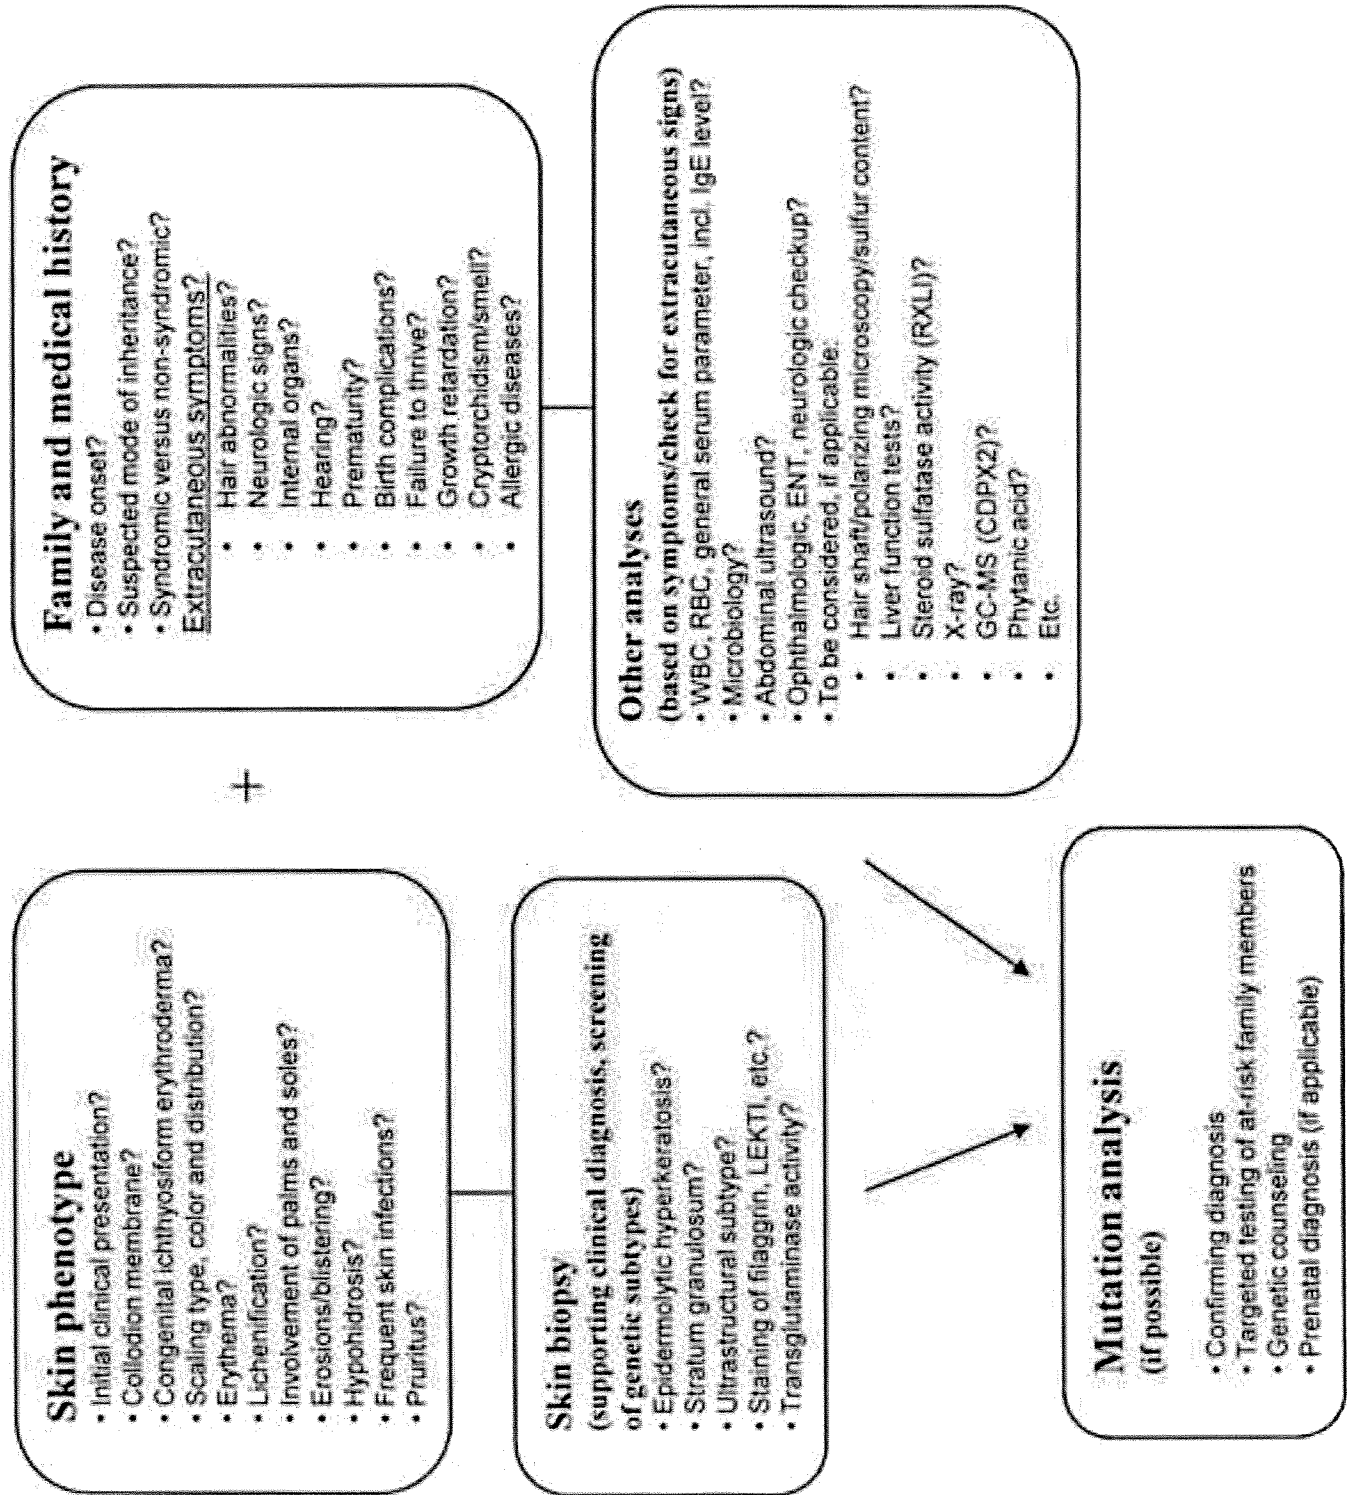 Skin phenotype
• Initial clinical presentation?
• Collodion membrane?
• Congenital ichthyosiform erythroderma?
• Scaling type, color and distribution?
• Erythema?
• Lichenification?
• Involvement of palms and soles?
• Erosions/blistering?
• Hypohidrosis?
• Frequent skin infections?
• Pruritus?
+
Family and medical history
• Disease onset?
• Suspected mode of inheritance?
• Syndromic versus non-syndromic?
Extracutaneous symptoms?
• Hair abnormalities?
• Neurologic signs?
• Internal organs?
• Hearing?
• Prematurity?
• Birth complications?
• Failure to thrive?
• Growth retardation?
• Cryptorchidism/smell?
• Allergic diseases?
Skin biopsy
(supporting clinical diagnosis, screening
of genetic subtypes)
• Epidermolytic hyperkeratosis?
• Stratum granulosum?
• Ultrastructural subtype?
• Staining of filaggrin, LEKTI, etc.?
• Transglutaminase activity?
Other analyses
(based on symptoms/check for extracutaneous signs)
• WBC, RBC, general serum parameter, incl. IgE level?
• Microbiology?
• Abdominal ultrasound?
• Ophthalmologic, ENT, neurologic checkup?
• To be considered, if applicable:
• Hair shaft/polarizing microscopy/sulfur content?
• Liver function tests?
• Steroid sulfatase activity (RXLI)?
• X-ray?
• GC-MS (CDPX2)?
• Phytanic acid?
• Etc.
Mutation analysis
(if possible)
• Confirming diagnosis
• Targeted testing of at-risk family members
• Genetic counseling
• Prenatal diagnosis (if applicable)